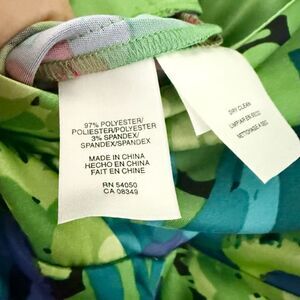 97% POLYESTER/
POLIESTER/POLYESTER
3% SPANDEX/
SPANDEX/SPANDEX
MADE IN CHINA
HECHO EN CHINA
FAIT EN CHINE
RN 54050
CA 08349
DRY CLEAN
LIMPIAR EN SECO
NETTOYAGE A SEC